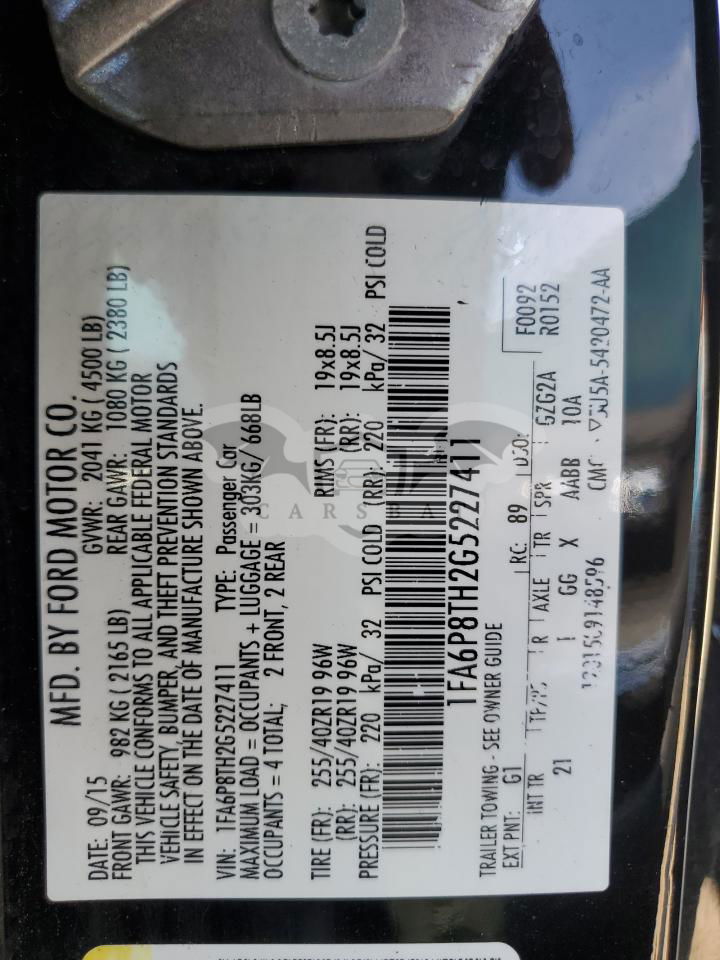 MFD. BY FORD MOTOR CO.
DATE: 09/15 GVWR: 2041 KG ( 4500 LB)
FRONT GAWR: 982 KG ( 2165 LB) REAR GAWR: 1080 KG ( 2380 LB)
THIS VEHICLE CONFORMS TO ALL APPLICABLE FEDERAL MOTOR
VEHICLE SAFETY, BUMPER, AND THEFT PREVENTION STANDARDS
IN EFFECT ON THE DATE OF MANUFACTURE SHOWN ABOVE.
VIN: 1FA6P8TH2G5227411 TYPE: Passenger Car
MAXIMUM LOAD = OCCUPANTS + LUGGAGE = 303KG/ 668LB
OCCUPANTS = 4 TOTAL; 2 FRONT, 2 REAR
TIRE (FR): 255/40ZR19 96W RIMS (FR): 19x8.5J
(RR): 255/40ZR19 96W (RR): 19x8.5J
PRESSURE (FR): 220 kPa/ 32 PSI COLD (RR): 220 kPa/ 32 PSI COLD
1FA6P8TH2G5227411
TRAILER TOWING - SEE OWNER GUIDE F0092
EXT PNT: G1 RC: 89 DSO: R0152
INT TR R AXLE TR SPR GZG2A
21 I GG X AABB 10A
CARSBA